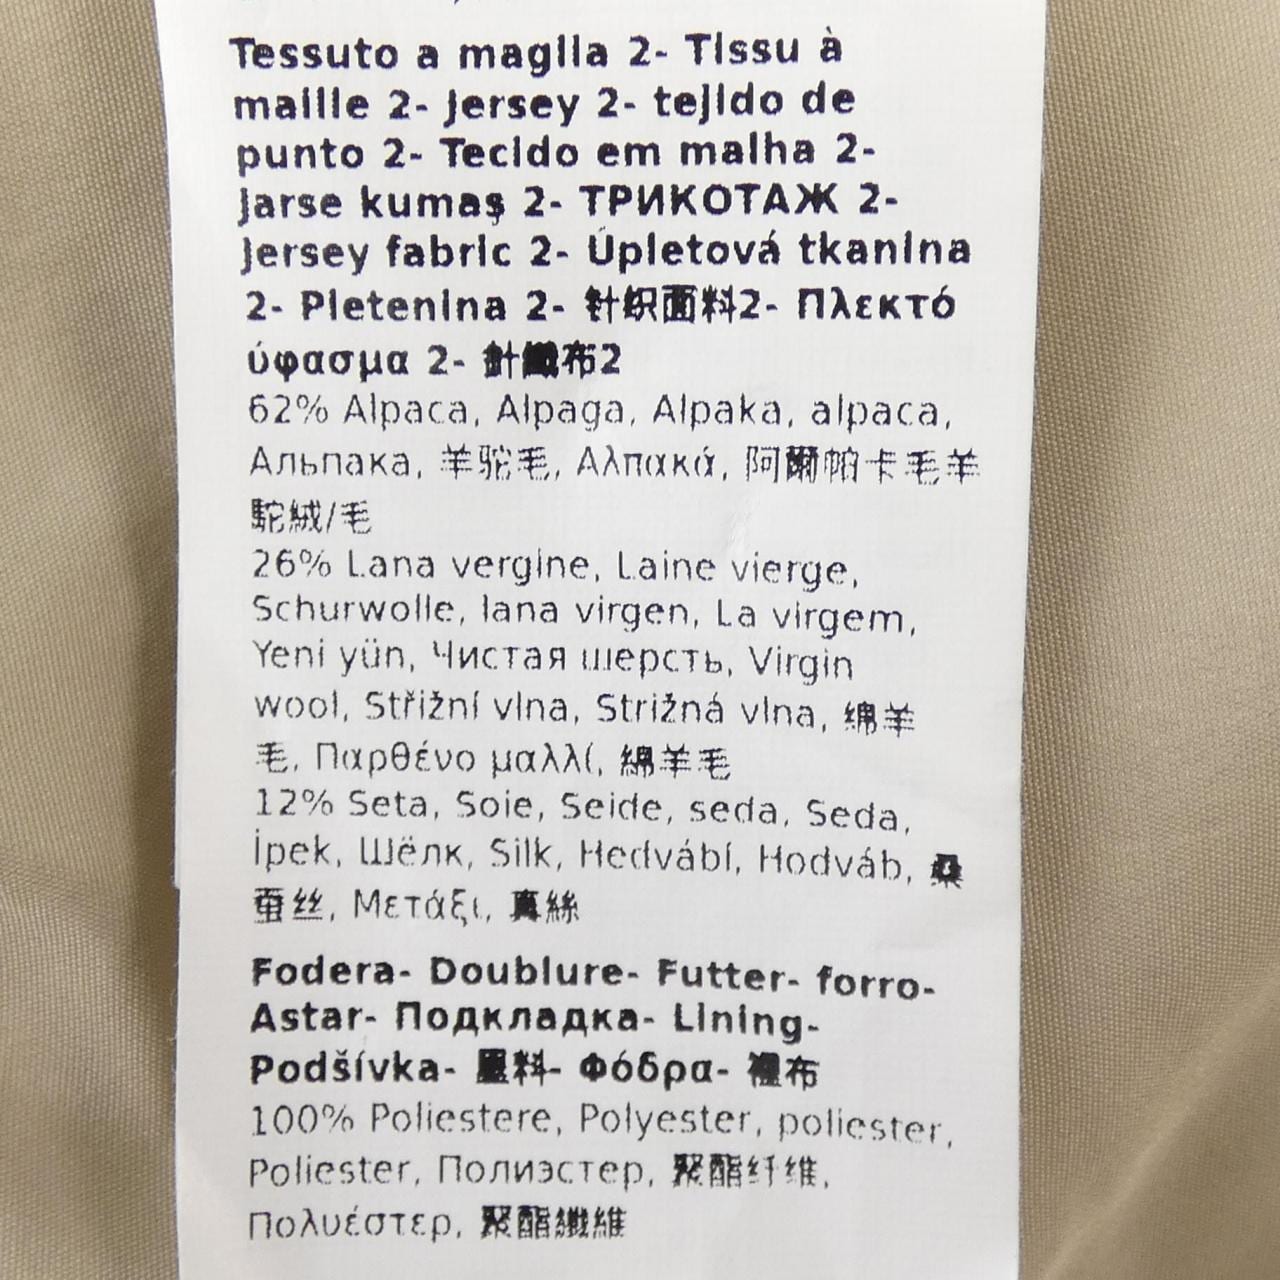 Tessuto a maglia 2- Tissu à
maille 2- Jersey 2- tejido de
punto 2- Tecido em malha 2-
Jarse kumaş 2- ТРИКОТАЖ 2-
Jersey fabric 2- Úpletová tkanina
2- Pletenina 2- 针织面料2- Πλεκτό
ύφασμα 2- 針織布2
62% Alpaca, Alpaga, Alpaka, alpaca,
Альпака, 羊驼毛, Αλπακά, 阿爾帕卡毛羊
駝絨/毛
26% Lana vergine, Laine vierge,
Schurwolle, lana virgen, La virgem,
Yeni yün, Чистая шерсть, Virgin
wool, Střižní vlna, Strižná vlna, 绵羊
毛, Παρθένο μαλλί, 綿羊毛
12% Seta, Soie, Seide, seda, Seda,
İpek, Шёлк, Silk, Hedvábí, Hodváb, 桑
蚕丝, Μετάξι, 真絲
Fodera- Doublure- Futter- forro-
Astar- Подкладка- Lining-
Podšívka- 里料- Φόδρα- 裡布
100% Poliestere, Polyester, poliester,
Poliester, Полиэстер, 聚酯纤维,
Πολυέστερ, 聚酯纖維